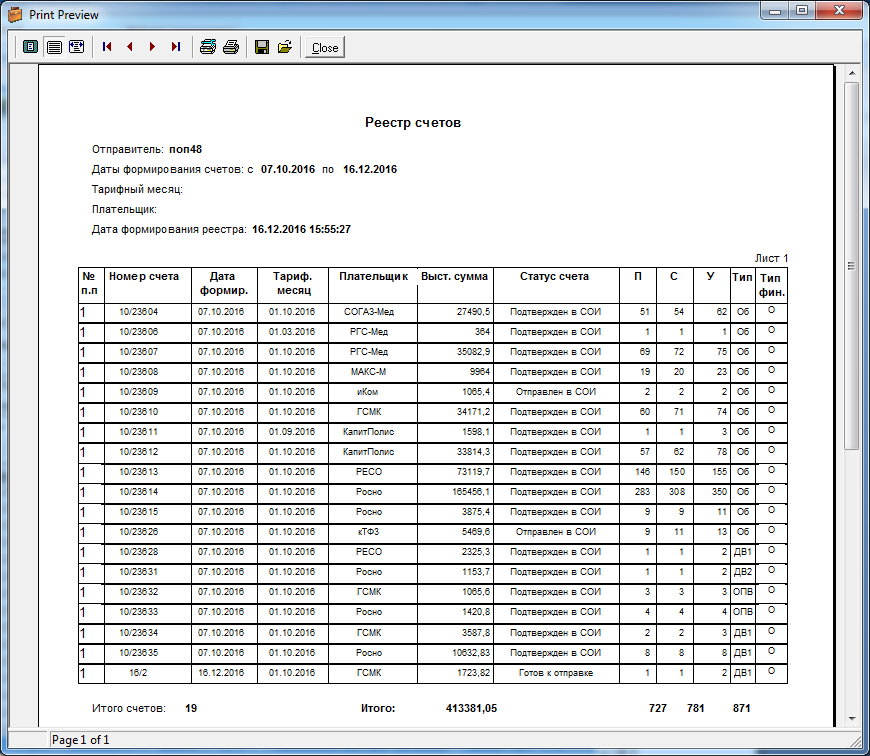 Print Preview
Close
Реестр счетов
Отправитель: поп48
Даты формирования счетов: с 07.10.2016 по 16.12.2016
Тарифный месяц:
Плательщик:
Дата формирования реестра: 16.12.2016 15:55:27
Лист 1
№ п.п Номер счета Дата формир. Тариф. месяц Плательщик Выст. сумма Статус счета П С У Тип Тип фин.
1 10/23604 07.10.2016 01.10.2016 СОГАЗ-Мед 27490,5 Подтвержден в СОИ 51 54 62 Об О
1 10/23606 07.10.2016 01.03.2016 РГС-Мед 364 Подтвержден в СОИ 1 1 1 Об О
1 10/23607 07.10.2016 01.10.2016 РГС-Мед 35082,9 Подтвержден в СОИ 69 72 75 Об О
1 10/23608 07.10.2016 01.10.2016 МАКС-М 9964 Подтвержден в СОИ 19 20 23 Об О
1 10/23609 07.10.2016 01.10.2016 иКом 1065,4 Отправлен в СОИ 2 2 2 Об О
1 10/23610 07.10.2016 01.10.2016 ГСМК 34171,2 Подтвержден в СОИ 60 71 74 Об О
1 10/23611 07.10.2016 01.09.2016 КапитПолис 1598,1 Подтвержден в СОИ 1 1 3 Об О
1 10/23612 07.10.2016 01.10.2016 КапитПолис 33814,3 Подтвержден в СОИ 57 62 78 Об О
1 10/23613 07.10.2016 01.10.2016 РЕСО 73119,7 Подтвержден в СОИ 146 150 155 Об О
1 10/23614 07.10.2016 01.10.2016 Росно 165456,1 Подтвержден в СОИ 283 308 350 Об О
1 10/23615 07.10.2016 01.10.2016 Росно 3875,4 Подтвержден в СОИ 9 9 11 Об О
1 10/23626 07.10.2016 01.10.2016 кТФЗ 5469,6 Отправлен в СОИ 9 11 13 Об О
1 10/23628 07.10.2016 01.10.2016 РЕСО 2325,3 Подтвержден в СОИ 1 1 2 ДВ1 О
1 10/23631 07.10.2016 01.10.2016 Росно 1153,7 Подтвержден в СОИ 1 1 2 ДВ2 О
1 10/23632 07.10.2016 01.10.2016 ГСМК 1065,6 Подтвержден в СОИ 3 3 3 ОПВ О
1 10/23633 07.10.2016 01.10.2016 Росно 1420,8 Подтвержден в СОИ 4 4 4 ОПВ О
1 10/23634 07.10.2016 01.10.2016 ГСМК 3587,8 Подтвержден в СОИ 2 2 3 ДВ1 О
1 10/23635 07.10.2016 01.10.2016 Росно 10632,83 Подтвержден в СОИ 8 8 8 ДВ1 О
1 16/2 16.12.2016 01.10.2016 ГСМК 1723,82 Готов к отправке 1 1 2 ДВ1 О
Итого счетов: 19 Итого: 413381,05 727 781 871
Page 1 of 1